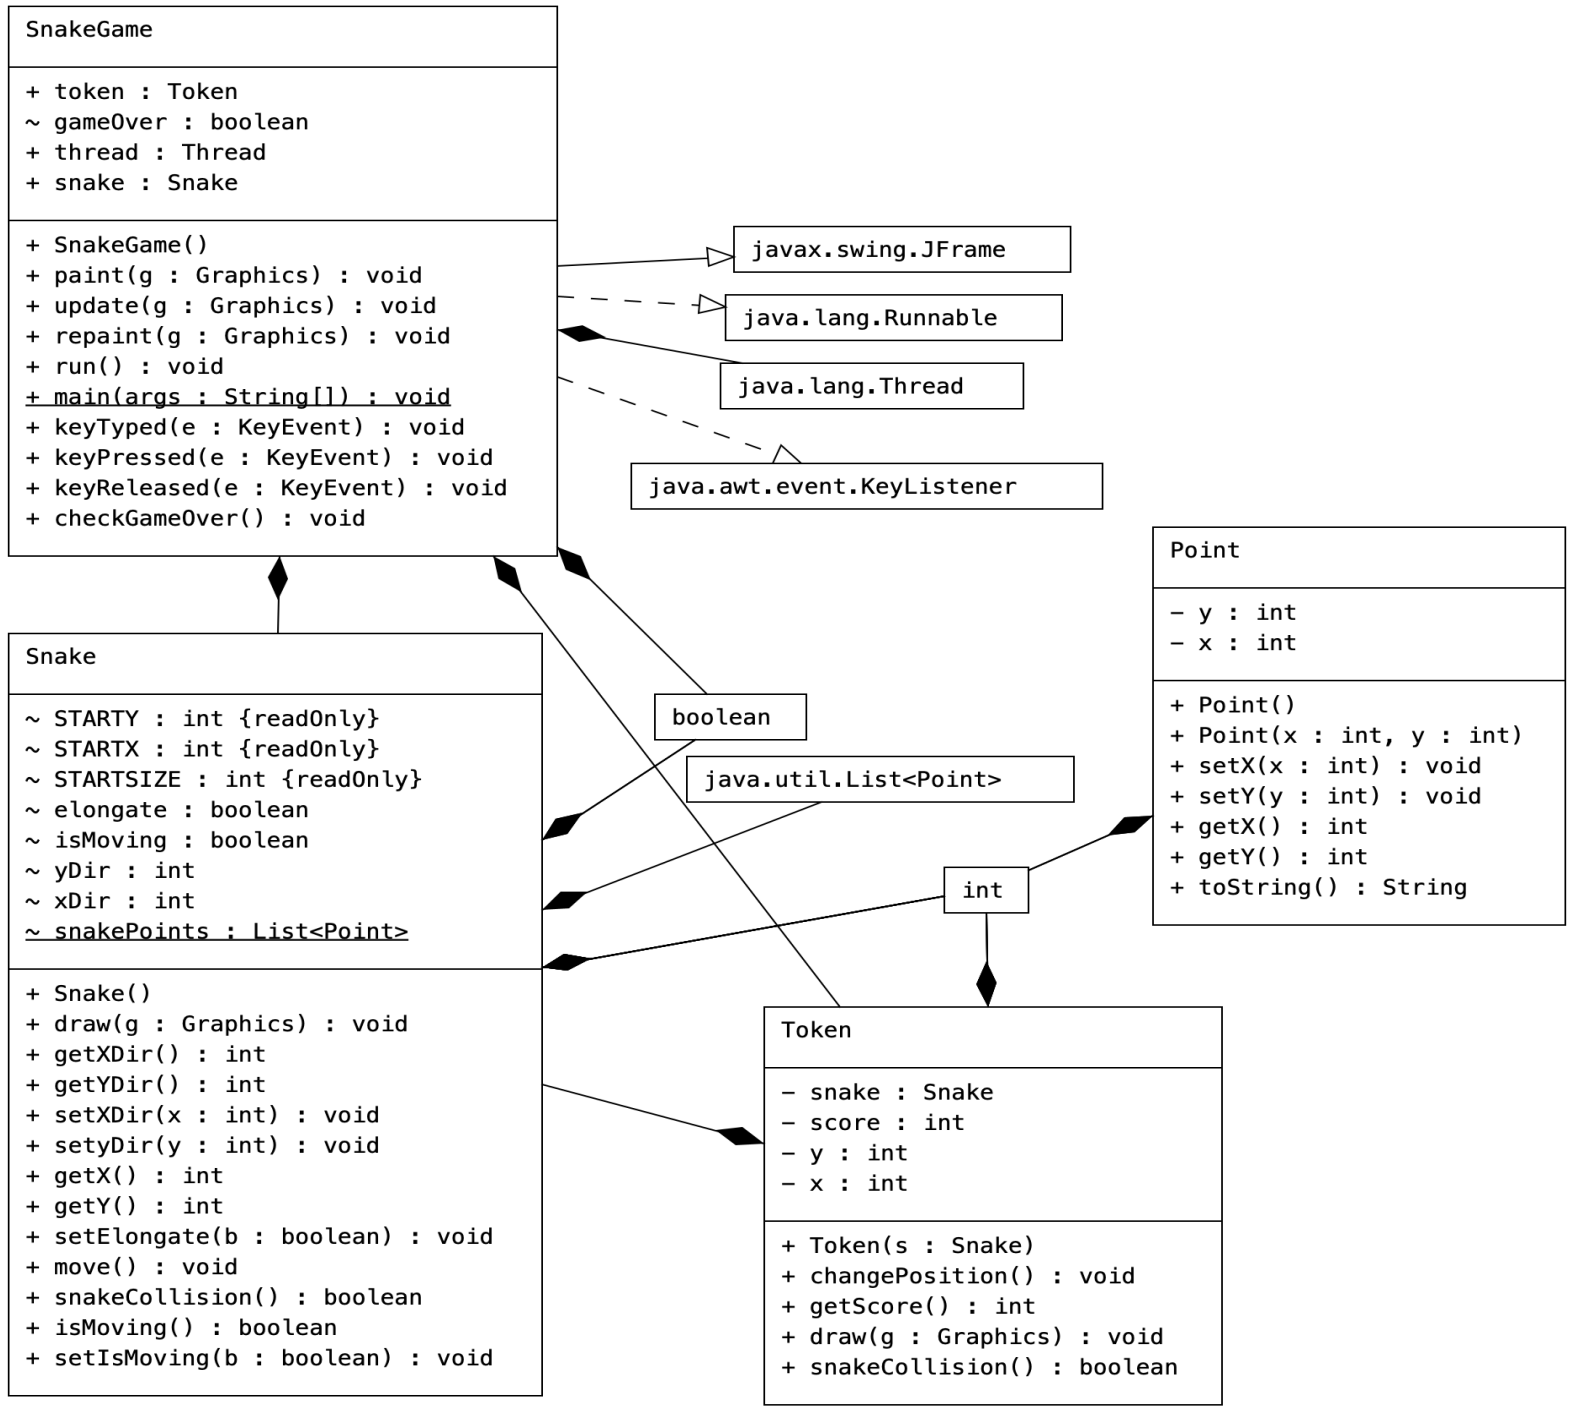 SnakeGame
+ token : Token
~ gameOver : boolean
+ thread : Thread
+ snake : Snake
+ SnakeGame()
+ paint(g : Graphics) : void
+ update(g : Graphics) : void
+ repaint(g : Graphics) : void
+ run() : void
+ main(args : String[]) : void
+ keyTyped(e : KeyEvent) : void
+ keyPressed(e : KeyEvent) : void
+ keyReleased(e : KeyEvent) : void
+ checkGameOver() : void
javax.swing.JFrame
java.lang.Runnable
java.lang.Thread
java.awt.event.KeyListener
Point
− y : int
− x : int
+ Point()
+ Point(x : int, y : int)
+ setX(x : int) : void
+ setY(y : int) : void
+ getX() : int
+ getY() : int
+ toString() : String
Snake
~ STARTY : int {readOnly}
~ STARTX : int {readOnly}
~ STARTSIZE : int {readOnly}
~ elongate : boolean
~ isMoving : boolean
~ yDir : int
~ xDir : int
~ snakePoints : List<Point>
+ Snake()
+ draw(g : Graphics) : void
+ getXDir() : int
+ getYDir() : int
+ setXDir(x : int) : void
+ setyDir(y : int) : void
+ getX() : int
+ getY() : int
+ setElongate(b : boolean) : void
+ move() : void
+ snakeCollision() : boolean
+ isMoving() : boolean
+ setIsMoving(b : boolean) : void
boolean
java.util.List<Point>
int
Token
− snake : Snake
− score : int
− y : int
− x : int
+ Token(s : Snake)
+ changePosition() : void
+ getScore() : int
+ draw(g : Graphics) : void
+ snakeCollision() : boolean